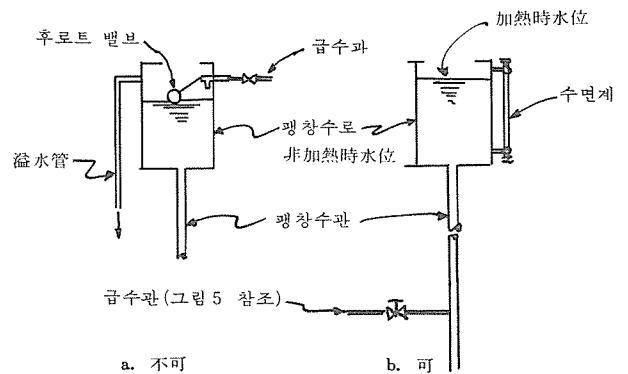 加熱時水位
후로트 밸브
급수과
수면계
팽창수로
非加熱時水位
溢水管
팽창수관
급수관(그림 5 참조)
a. 不可
b. 可